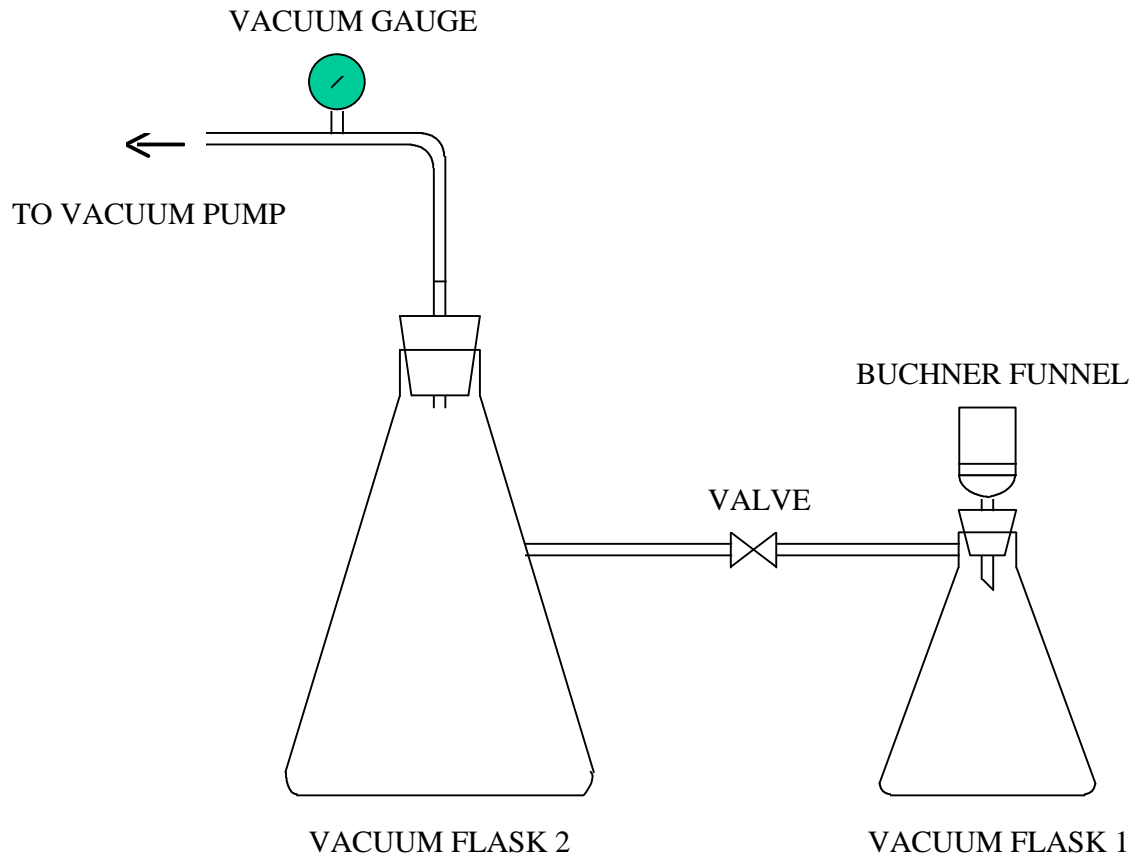 VACUUM GAUGE
TO VACUUM PUMP
BUCHNER FUNNEL
VALVE
VACUUM FLASK 2
VACUUM FLASK 1